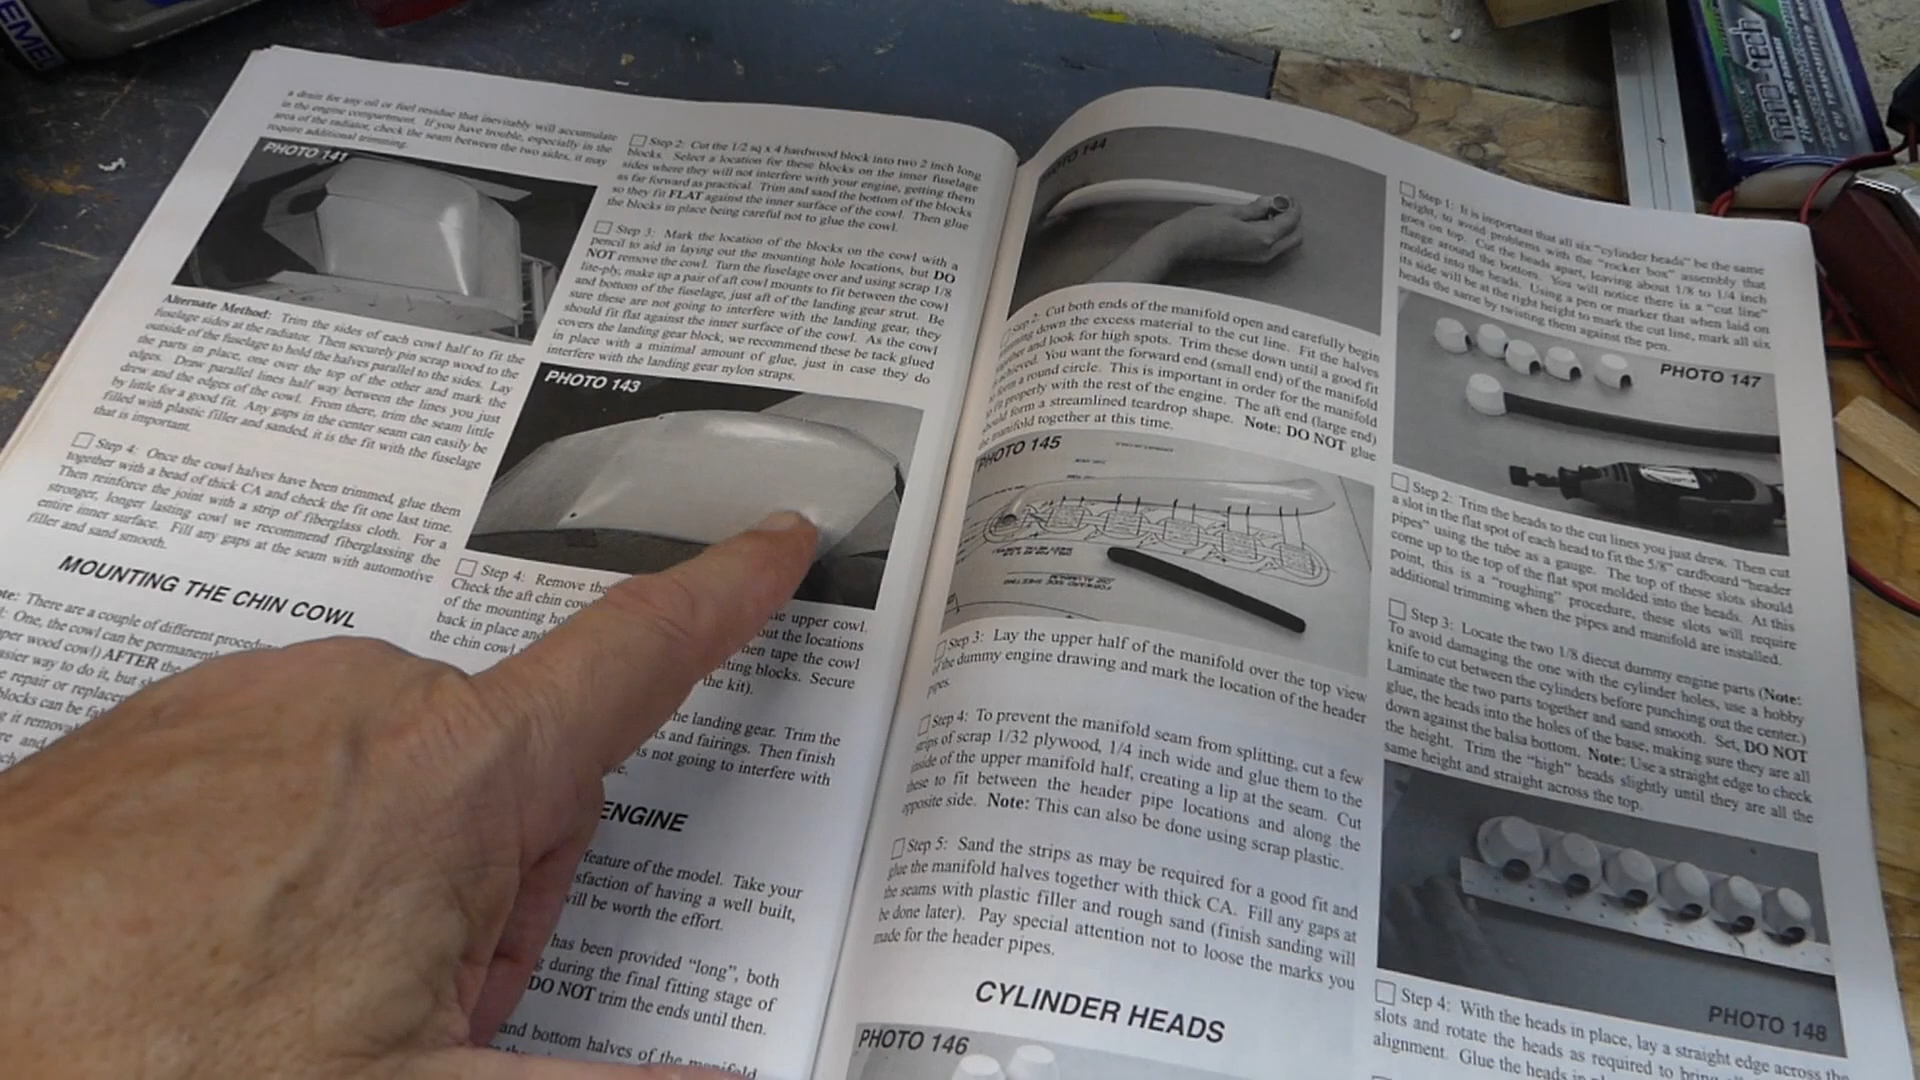 a drain for any oil or fuel residue that inevitably will accumulate
in the engine compartment. If you have trouble, especially in the
area of the radiator, check the seam between the two sides, it may
require additional trimming.
PHOTO 141
Alternate Method: Trim the sides of each cowl half to fit the
fuselage sides at the radiator. Then securely pin scrap wood to the
outside of the fuselage to hold the halves parallel to the sides. Lay
the parts in place, one over the top of the other and mark the
edges. Draw parallel lines half way between the lines you just
drew and the edges of the cowl. From there, trim the seam little
by little for a good fit. Any gaps in the center seam can easily be
filled with plastic filler and sanded, it is the fit with the fuselage
that is important.
Step 4: Once the cowl halves have been trimmed, glue them
together with a bead of thick CA and check the fit one last time.
Then reinforce the joint with a strip of fiberglass cloth. For a
stronger, longer lasting cowl we recommend fiberglassing the
entire inner surface. Fill any gaps at the seam with automotive
filler and sand smooth.
MOUNTING THE CHIN COWL
There are a couple of different
One, the cowl can be
wood cowl) AFTER the
way to do it, but
repair or
can be
it
Step 2: Cut the 1/2 sq x 4 hardwood block into two 2 inch long
blocks. Select a location for these blocks on the inner fuselage
sides where they will not interfere with your engine, getting them
as far forward as practical. Trim and sand the bottom of the blocks
so they fit FLAT against the inner surface of the cowl. Then glue
the blocks in place being careful not to glue the cowl.
Step 3: Mark the location of the blocks on the cowl with a
pencil to aid in laying out the mounting hole locations, but DO
NOT remove the cowl. Turn the fuselage over and using scrap 1/8
lite-ply, make up a pair of aft cowl mounts to fit between the cowl
and bottom of the fuselage, just aft of the landing gear strut. Be
sure these are not going to interfere with the landing gear, they
should fit flat against the inner surface of the cowl. As the cowl
covers the landing gear block, we recommend these be tack glued
in place with a minimal amount of glue, just in case they do
interfere with the landing gear nylon straps.
PHOTO 143
Step 4: Remove the upper cowl.
Check the aft chin out the locations
of the mounting tape the cowl
back in place and blocks. Secure
the chin cowl the kit).
landing gear. Trim the
and fairings. Then finish
not going to interfere with
ENGINE
feature of the model. Take your
of having a well built,
will be worth the effort.
has been provided "long", both
during the final fitting stage of
DO NOT trim the ends until then.
and bottom halves of the manifold
144
Step 2: Cut both ends of the manifold open and carefully begin
down the excess material to the cut line. Fit the halves
and look for high spots. Trim these down until a good fit
achieved. You want the forward end (small end) of the manifold
form a round circle. This is important in order for the manifold
fit properly with the rest of the engine. The aft end (large end)
should form a streamlined teardrop shape. Note: DO NOT glue
the manifold together at this time.
PHOTO 145
Step 3: Lay the upper half of the manifold over the top view
of the dummy engine drawing and mark the location of the header
pipes.
Step 4: To prevent the manifold seam from splitting, cut a few
strips of scrap 1/32 plywood, 1/4 inch wide and glue them to the
inside of the upper manifold half, creating a lip at the seam. Cut
these to fit between the header pipe locations and along the
opposite side. Note: This can also be done using scrap plastic.
Step 5: Sand the strips as may be required for a good fit and
glue the manifold halves together with thick CA. Fill any gaps at
the seams with plastic filler and rough sand (finish sanding will
be done later). Pay special attention not to loose the marks you
made for the header pipes.
CYLINDER HEADS
PHOTO 146
Step 1: It is important that all six "cylinder heads" be the same
height, to avoid problems with the "rocker box" assembly that
goes on top. Cut the heads apart, leaving about 1/8 to 1/4 inch
flange around the bottom. You will notice there is a "cut line"
molded into the heads. Using a pen or marker that when laid on
its side will be at the right height to mark the cut line, mark all six
heads the same by twisting them against the pen.
PHOTO 147
Step 2: Trim the heads to the cut lines you just drew. Then cut
a slot in the flat spot of each head to fit the 5/8" cardboard "header
pipes" using the tube as a gauge. The top of these slots should
come up to the top of the flat spot molded into the heads. At this
point, this is a "roughing" procedure, these slots will require
additional trimming when the pipes and manifold are installed.
Step 3: Locate the two 1/8 diecut dummy engine parts (Note:
To avoid damaging the one with the cylinder holes, use a hobby
knife to cut between the cylinders before punching out the center.)
Laminate the two parts together and sand smooth. Set, DO NOT
glue, the heads into the holes of the base, making sure they are all
down against the balsa bottom. Note: Use a straight edge to check
the height. Trim the "high" heads slightly until they are all the
same height and straight across the top.
PHOTO 148
Step 4: With the heads in place, lay a straight edge across the
slots and rotate the heads as required to bring
alignment. Glue the heads in
nano-tech